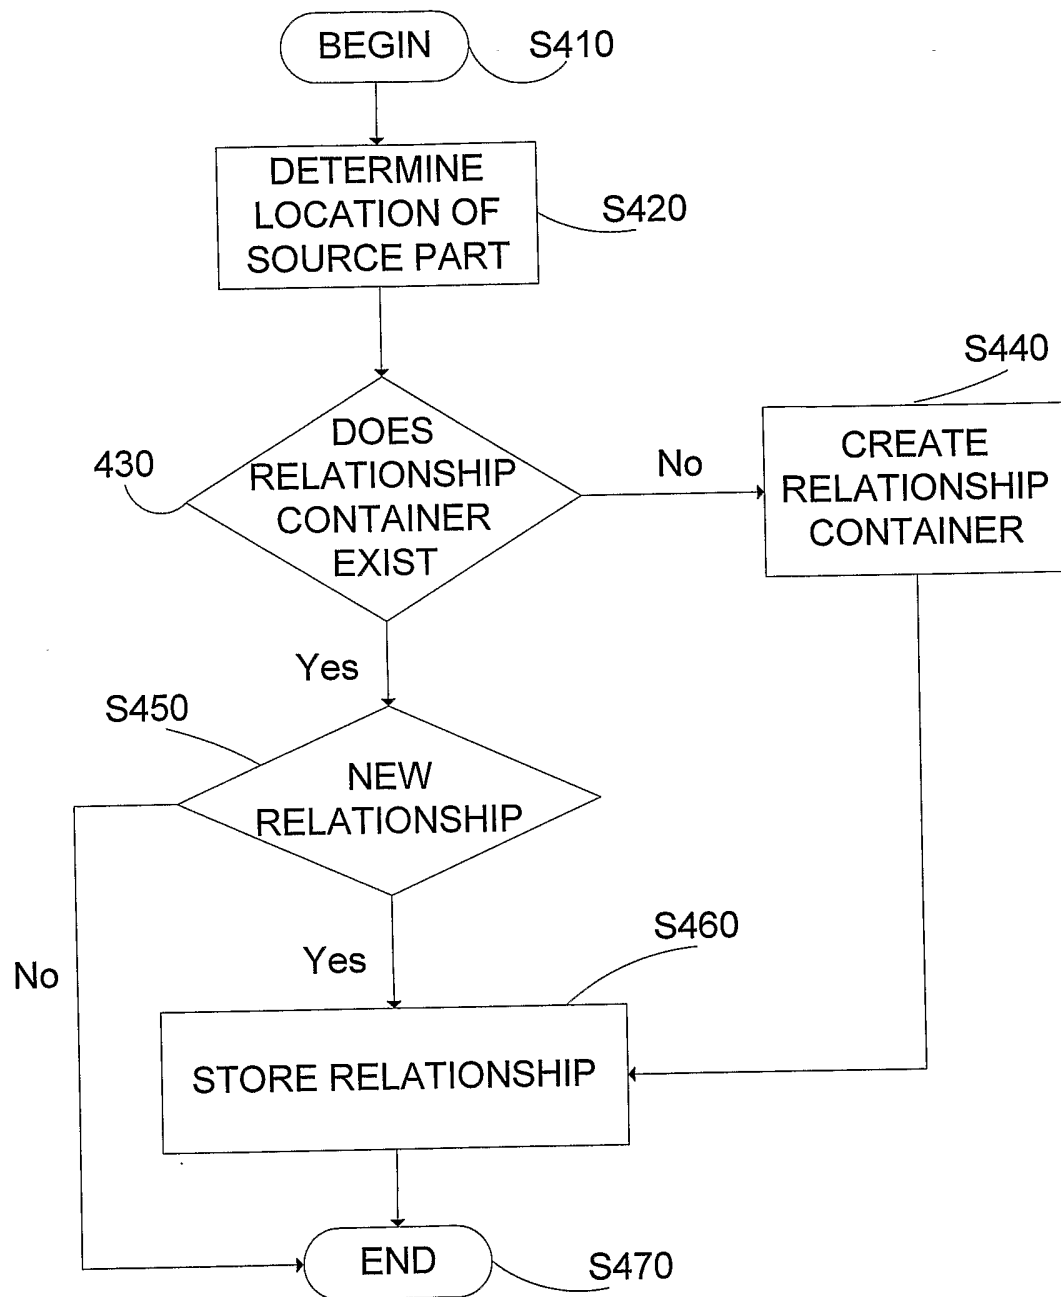 BEGIN
S410
DETERMINE
LOCATION OF
SOURCE PART
S420
DOES
RELATIONSHIP
CONTAINER
EXIST
430
No
S440
CREATE
RELATIONSHIP
CONTAINER
Yes
S450
NEW
RELATIONSHIP
No
Yes
S460
STORE RELATIONSHIP
END
S470